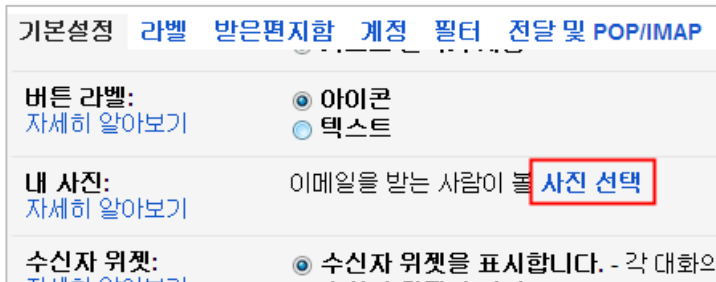 기본설정 라벨 받은편지함 계정 필터 전달 및 POP/IMAP
버튼 라벨: 아이콘
자세히 알아보기 텍스트
내 사진: 이메일을 받는 사람이 볼 사진 선택
자세히 알아보기
수신자 위젯: 수신자 위젯을 표시합니다. - 각 대화의